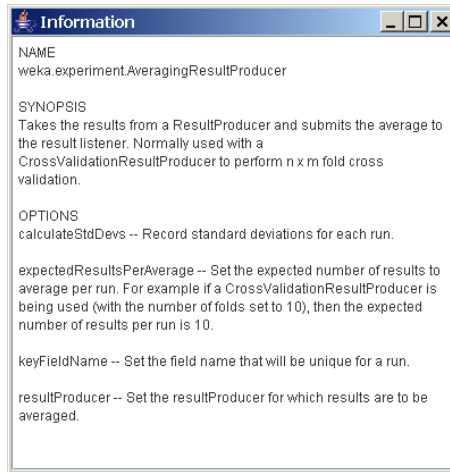 Information
NAME
weka.experiment.AveragingResultProducer
SYNOPSIS
Takes the results from a ResultProducer and submits the average to
the result listener. Normally used with a
CrossValidationResultProducer to perform n x m fold cross
validation.
OPTIONS
calculateStdDevs -- Record standard deviations for each run.
expectedResultsPerAverage -- Set the expected number of results to
average per run. For example if a CrossValidationResultProducer is
being used (with the number of folds set to 10), then the expected
number of results per run is 10.
keyFieldName -- Set the field name that will be unique for a run.
resultProducer -- Set the resultProducer for which results are to be
averaged.